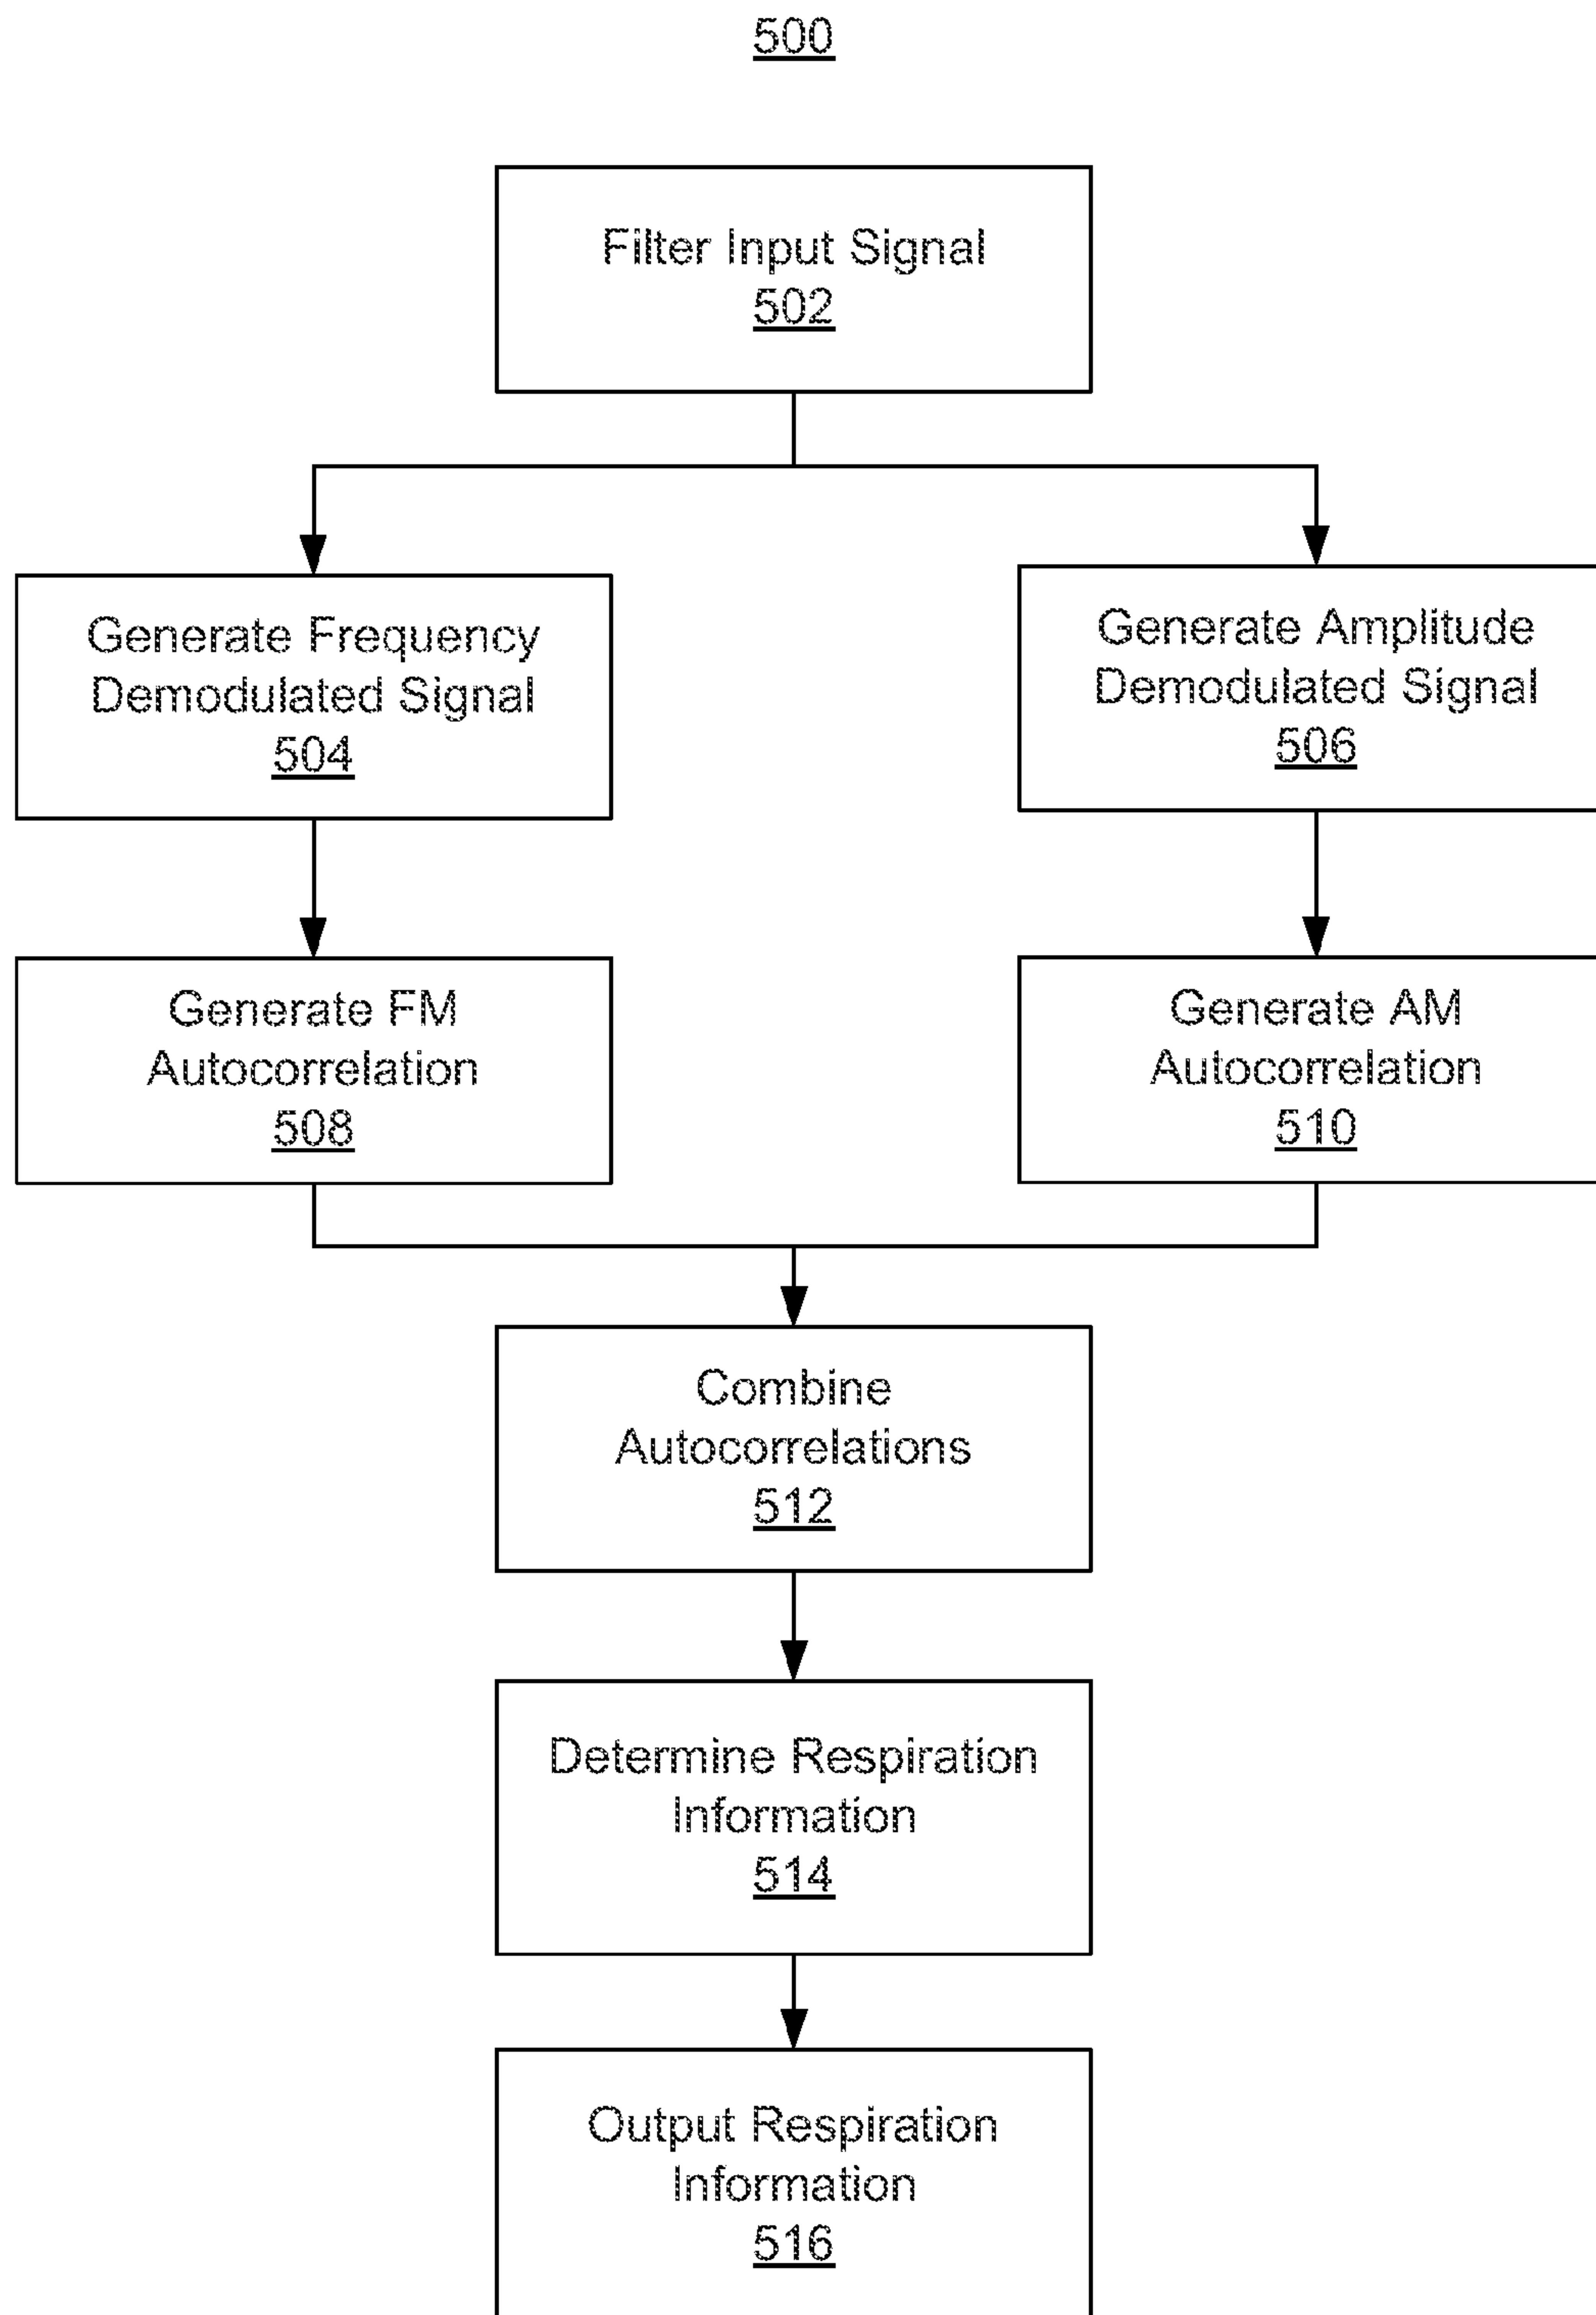 500
Filter Input Signal
502
Generate Frequency
Demodulated Signal
504
Generate Amplitude
Demodulated Signal
506
Generate FM
Autocorrelation
508
Generate AM
Autocorrelation
510
Combine
Autocorrelations
512
Determine Respiration
Information
514
Output Respiration
Information
516